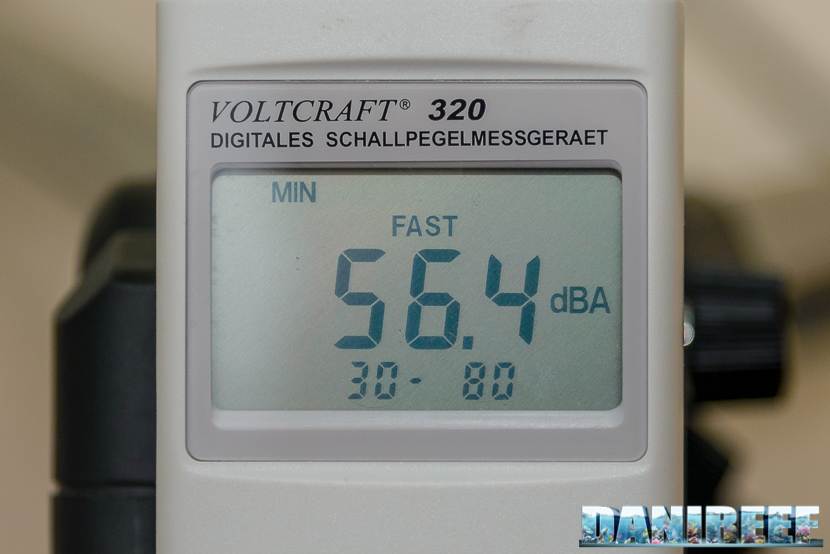 VOLTCRAFT® 320
DIGITALES SCHALLPEGELMESSGERAET
MIN
FAST
56.4 dBA
30 - 80
DANIREEF